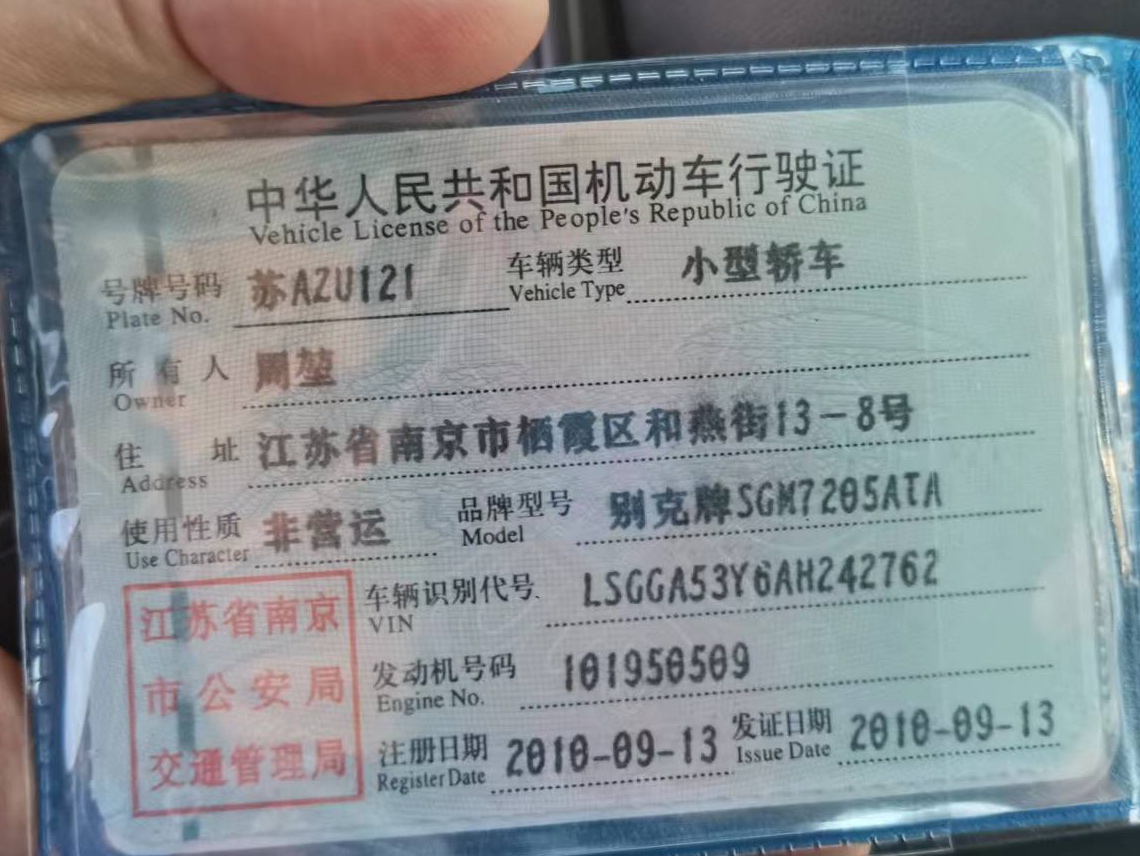 中华人民共和国机动车行驶证
Vehicle License of the People's Republic of China
号牌号码 苏AZU121 车辆类型 小型轿车
Plate No. Vehicle Type
所有人 周堃
Owner
住址 江苏省南京市栖霞区和燕街13-8号
Address
使用性质 非营运 品牌型号 别克牌SGM7205ATA
Use Character Model
车辆识别代号 LSGGA53Y6AH242762
VIN
发动机号码 101950509
Engine No.
注册日期 2010-09-13 发证日期 2010-09-13
Register Date Issue Date
江苏省南京
市公安局
交通管理局